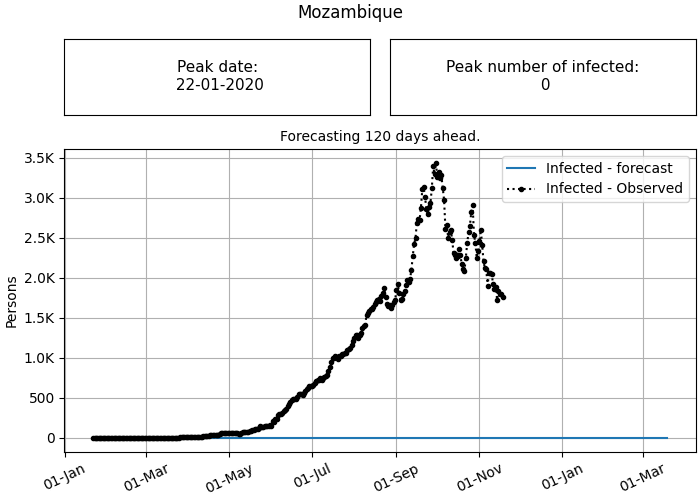 Mozambique
Peak date:
22-01-2020
Peak number of infected:
0
Forecasting 120 days ahead.
3.5K
3.0K
2.5K
2.0K
1.5K
1.0K
500
0
Persons
Infected - forecast
Infected - Observed
01-Jan
01-Mar
01-May
01-Jul
01-Sep
01-Nov
01-Jan
01-Mar